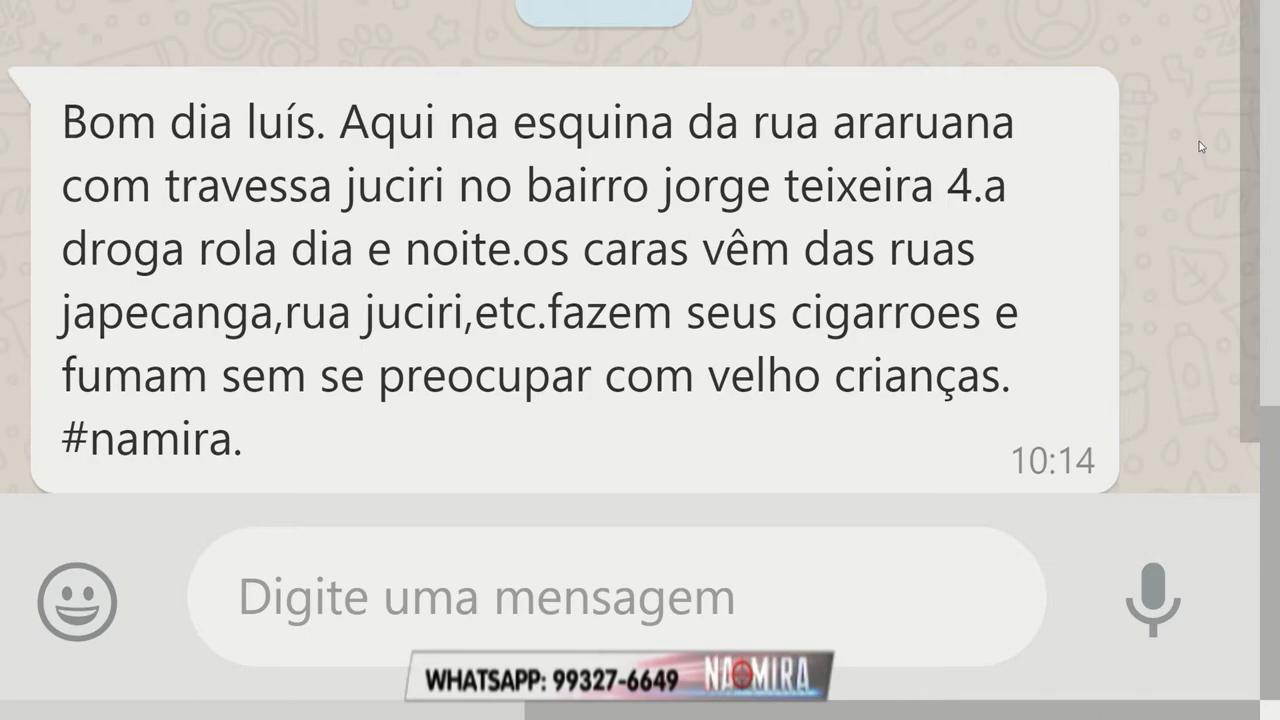 Bom dia luís. Aqui na esquina da rua araruana
com travessa juciri no bairro jorge teixeira 4.a
droga rola dia e noite.os caras vêm das ruas
japecanga,rua juciri,etc.fazem seus cigarroes e
fumam sem se preocupar com velho crianças.
#namira.
10:14
Digite uma mensagem
WHATSAPP: 99327-6649 NA MIRA